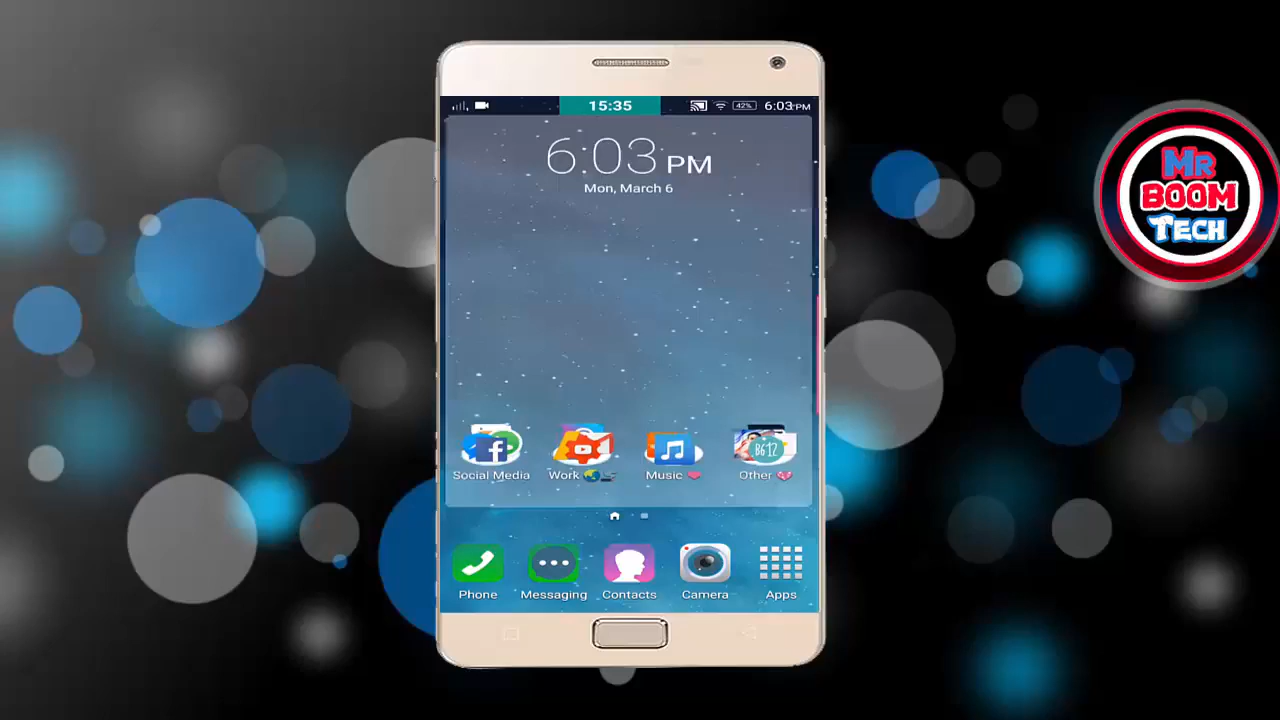 15:35
42%
6:03 PM
6:03 PM
Mon, March 6
MR
BOOM
TECH
B612
Social Media
Work
Music
Other
Phone
Messaging
Contacts
Camera
Apps